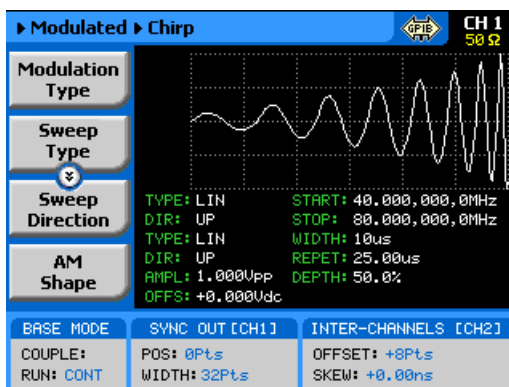 Modulated Chirp
GPIB
CH 1
50 Ω
Modulation
Type
Sweep
Type
Sweep
Direction
AM
Shape
TYPE: LIN START: 40.000,000,0MHz
DIR: UP STOP: 80.000,000,0MHz
TYPE: LIN WIDTH: 10us
DIR: UP REPET: 25.00us
AMPL: 1.000Vpp DEPTH: 50.0%
OFFS: +0.000Vdc
BASE MODE
COUPLE:
RUN: CONT
SYNC OUT [CH1]
POS: 0Pts
WIDTH: 32Pts
INTER-CHANNELS [CH2]
OFFSET: +8Pts
SKEW: +0.00ns